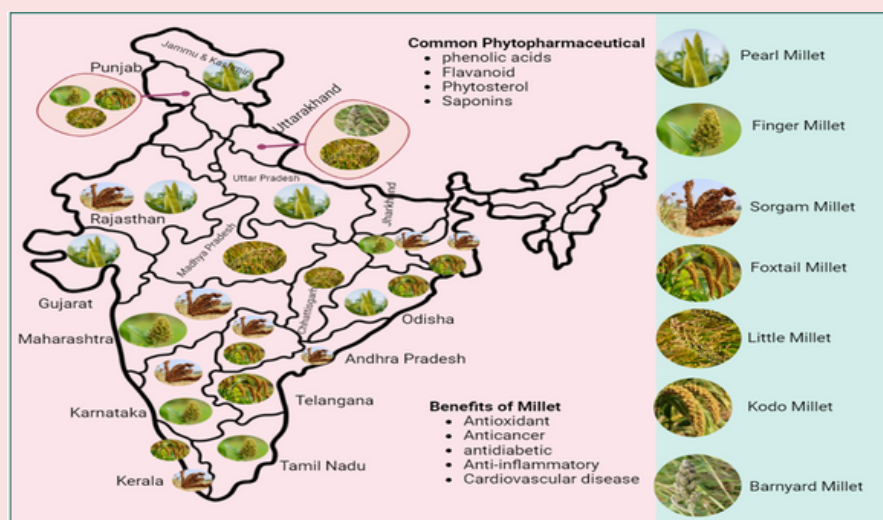 Jammu & Kashmir
Punjab
Uttarakhand
Uttar Pradesh
Rajasthan
Jharkhand
Madhya Pradesh
Gujarat
Chhattisgarh
Maharashtra
Odisha
Andhra Pradesh
Telangana
Karnataka
Tamil Nadu
Kerala
Common Phytopharmaceutical
• phenolic acids
• Flavanoid
• Phytosterol
• Saponins
Benefits of Millet
• Antioxidant
• Anticancer
• antidiabetic
• Anti-inflammatory
• Cardiovascular disease
Pearl Millet
Finger Millet
Sorgam Millet
Foxtail Millet
Little Millet
Kodo Millet
Barnyard Millet